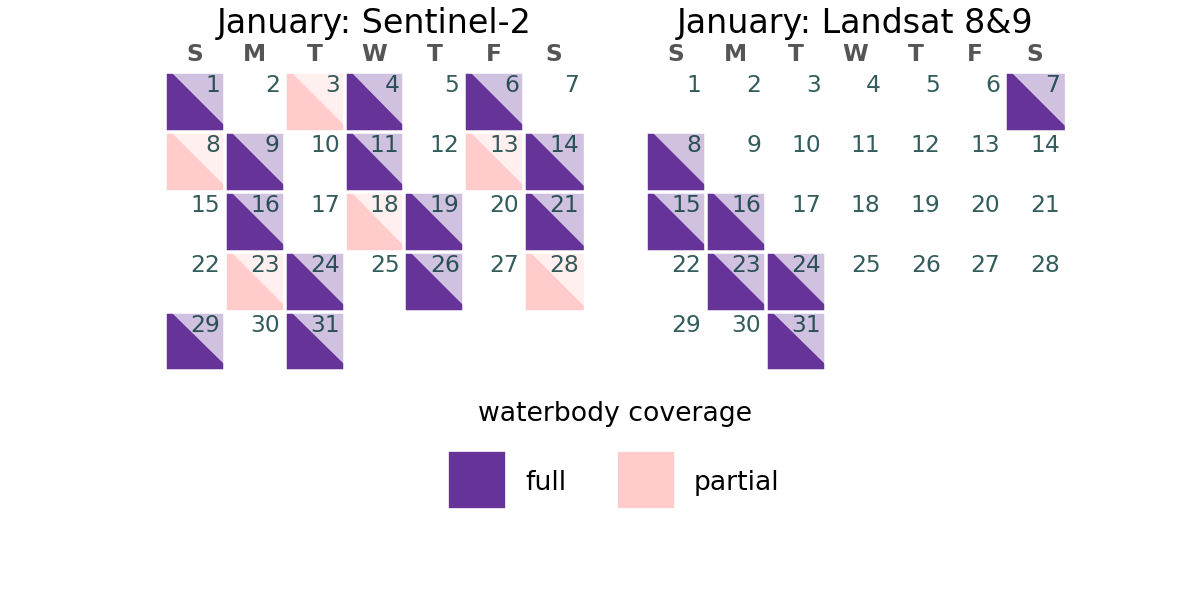 January: Sentinel-2
S M T W T F S
1 2 3 4 5 6 7
8 9 10 11 12 13 14
15 16 17 18 19 20 21
22 23 24 25 26 27 28
29 30 31
January: Landsat 8&9
S M T W T F S
1 2 3 4 5 6 7
8 9 10 11 12 13 14
15 16 17 18 19 20 21
22 23 24 25 26 27 28
29 30 31
waterbody coverage
full partial